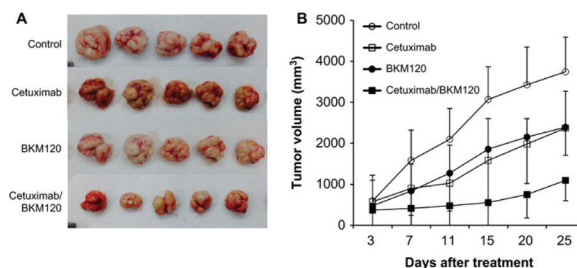 A
Control
Cetuximab
BKM120
Cetuximab/
BKM120
B
Tumor volume (mm³)
5000
4000
3000
2000
1000
0
Control
Cetuximab
BKM120
Cetuximab/BKM120
3 7 11 15 20 25
Days after treatment